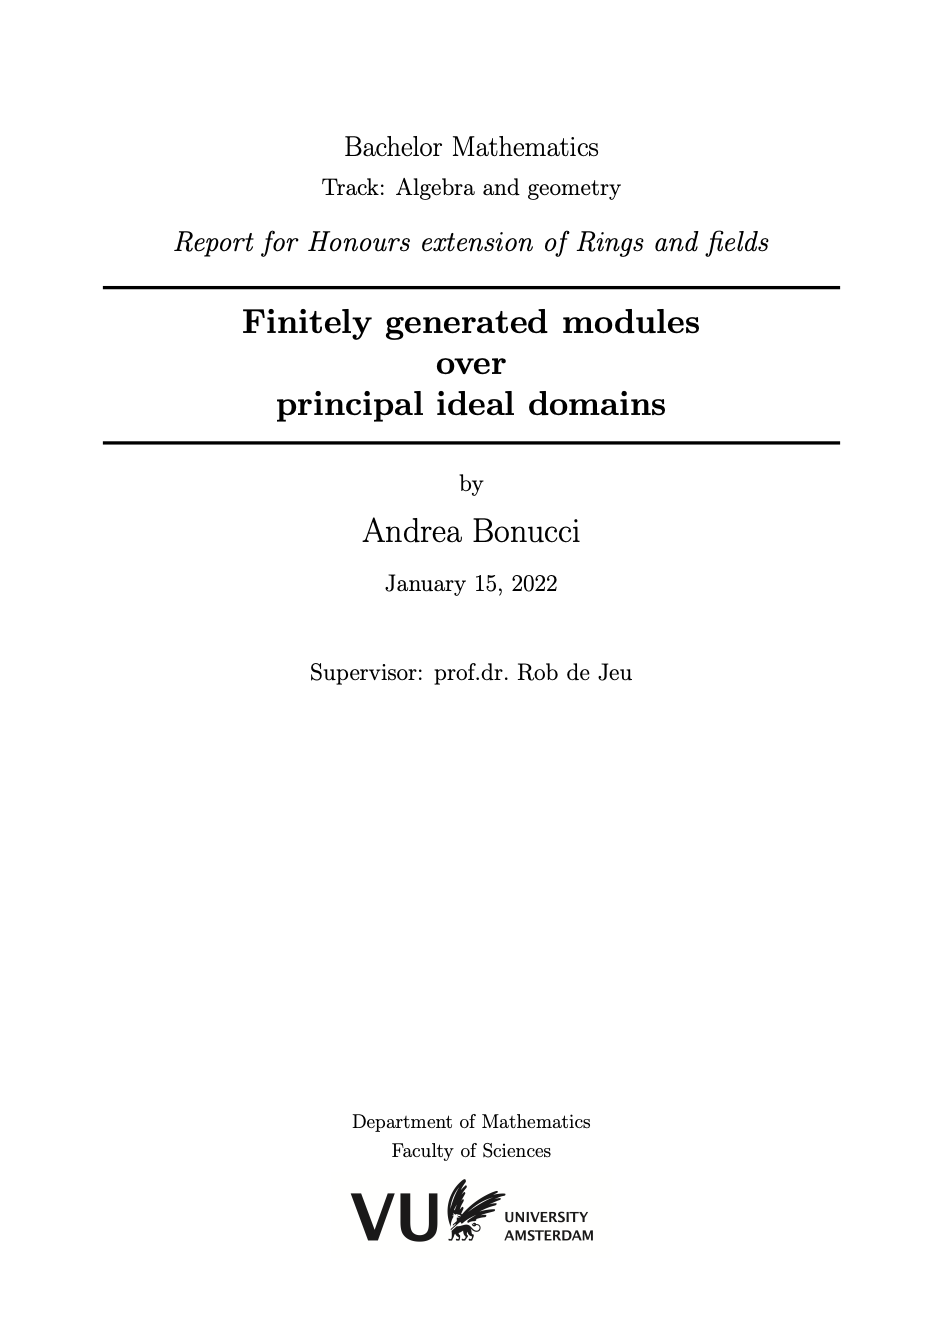 Bachelor Mathematics
Track: Algebra and geometry
Report for Honours extension of Rings and fields
Finitely generated modules
over
principal ideal domains
by
Andrea Bonucci
January 15, 2022
Supervisor: prof.dr. Rob de Jeu
Department of Mathematics
Faculty of Sciences
VU UNIVERSITY
AMSTERDAM